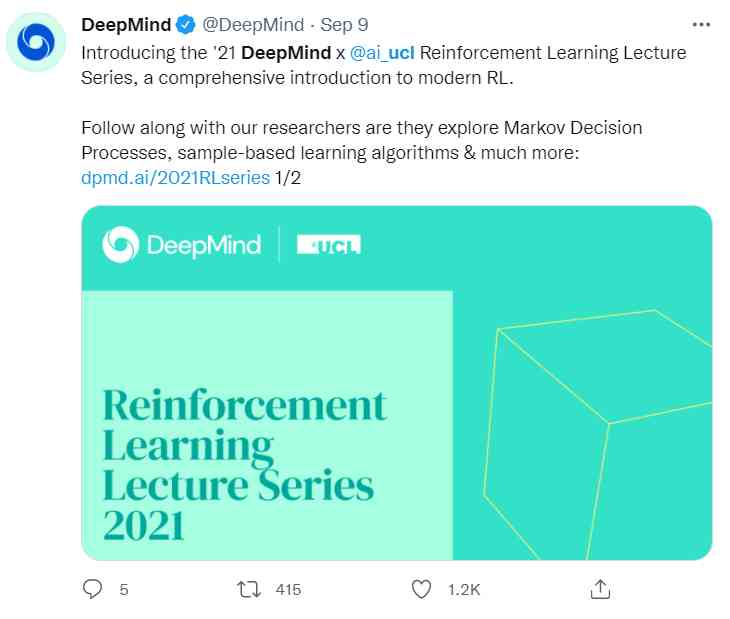 DeepMind @DeepMind · Sep 9
Introducing the '21 DeepMind x @ai_ucl Reinforcement Learning Lecture
Series, a comprehensive introduction to modern RL.
Follow along with our researchers are they explore Markov Decision
Processes, sample-based learning algorithms & much more:
dpmd.ai/2021RLseries 1/2
DeepMind
UCL
Reinforcement
Learning
Lecture Series
2021
5 415 1.2K